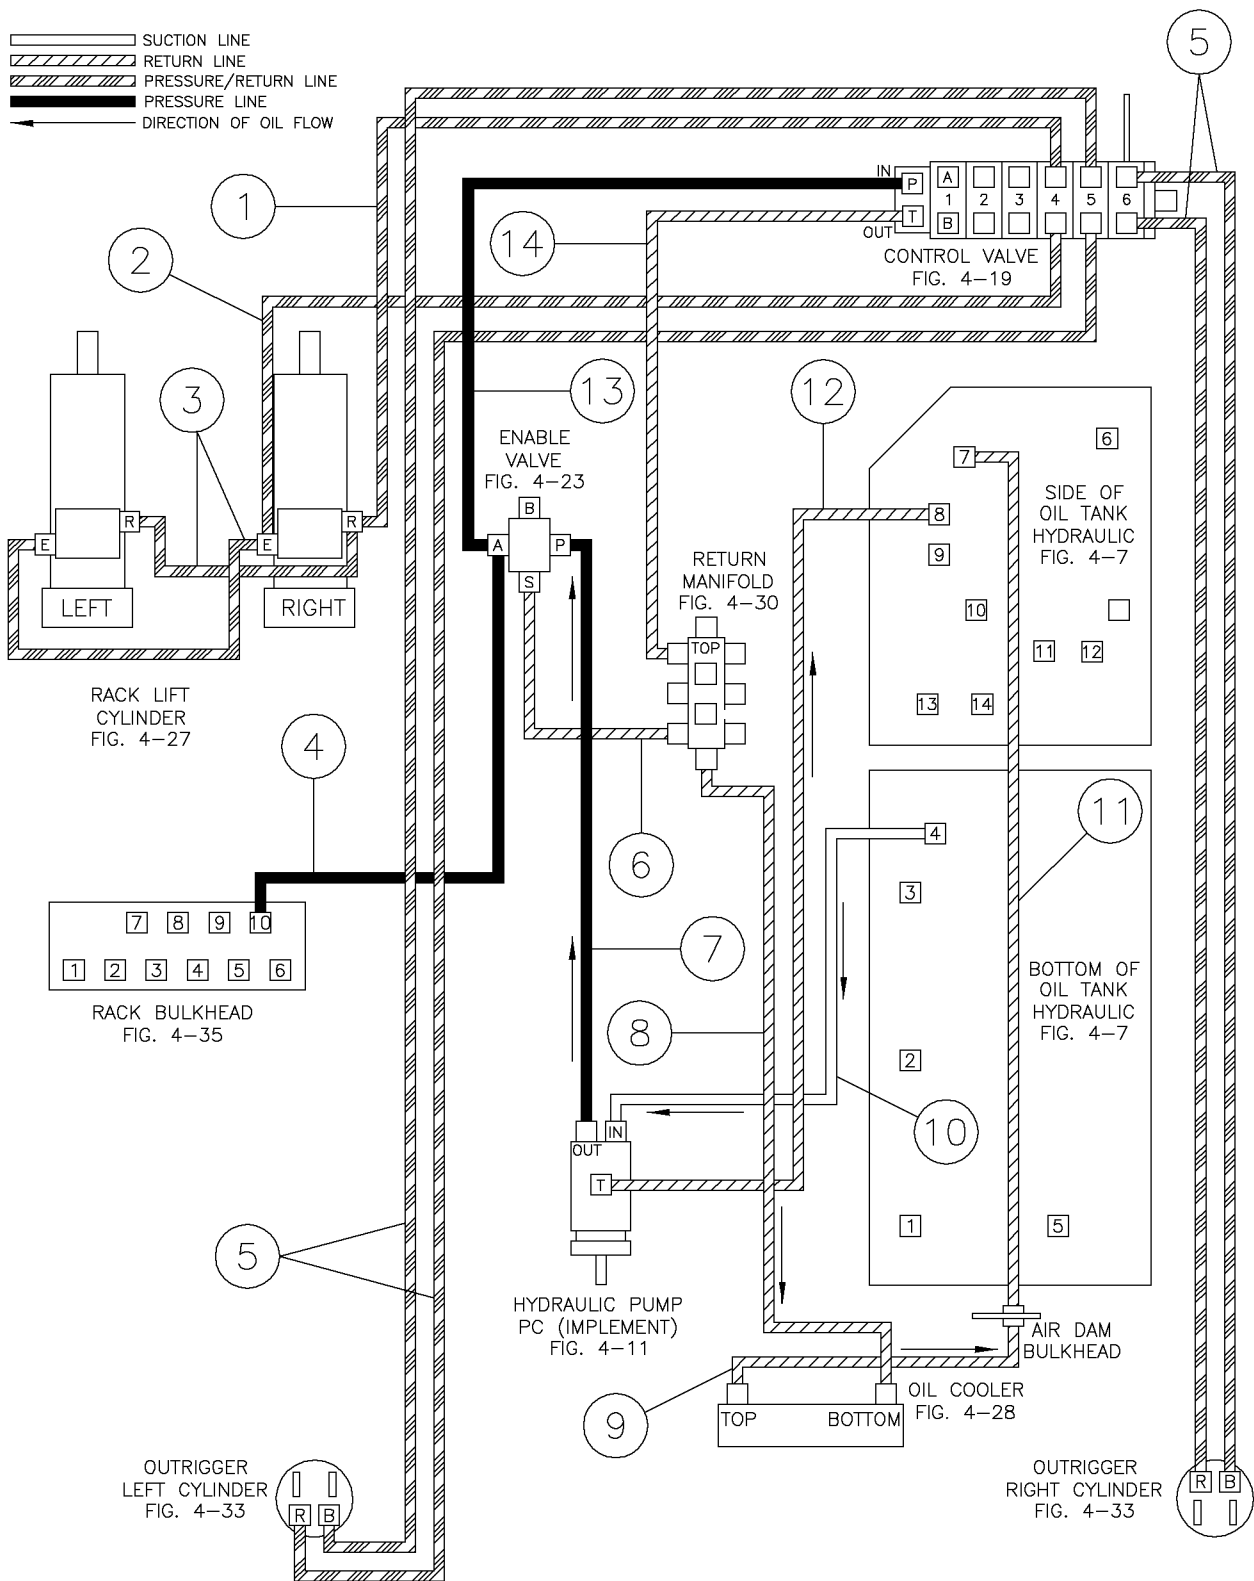 SUCTION LINE
RETURN LINE
PRESSURE/RETURN LINE
PRESSURE LINE
DIRECTION OF OIL FLOW
5
1
2
14
IN
P
T
OUT
A
1
B
2
3
4
5
6
CONTROL VALVE
FIG. 4-19
3
13
12
ENABLE
VALVE
FIG. 4-23
B
A
P
S
R
E
LEFT
R
E
RIGHT
RACK LIFT
CYLINDER
FIG. 4-27
RETURN
MANIFOLD
FIG. 4-30
TOP
6
7
8
9
10
11
12
13
14
SIDE OF
OIL TANK
HYDRAULIC
FIG. 4-7
4
6
11
4
3
2
1
5
BOTTOM OF
OIL TANK
HYDRAULIC
FIG. 4-7
7
8
9
10
1
2
3
4
5
6
RACK BULKHEAD
FIG. 4-35
7
8
10
OUT
IN
T
HYDRAULIC PUMP
PC (IMPLEMENT)
FIG. 4-11
5
AIR DAM
BULKHEAD
9
TOP
BOTTOM
OIL COOLER
FIG. 4-28
OUTRIGGER
LEFT CYLINDER
FIG. 4-33
R
B
OUTRIGGER
RIGHT CYLINDER
FIG. 4-33
R
B